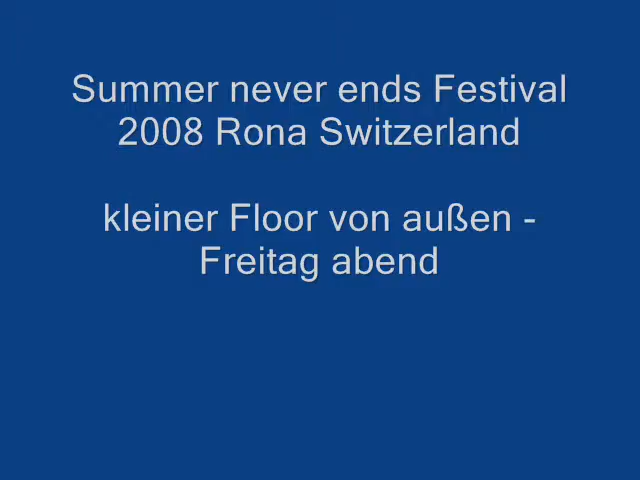 Summer never ends Festival
2008 Rona Switzerland
kleiner Floor von außen -
Freitag abend